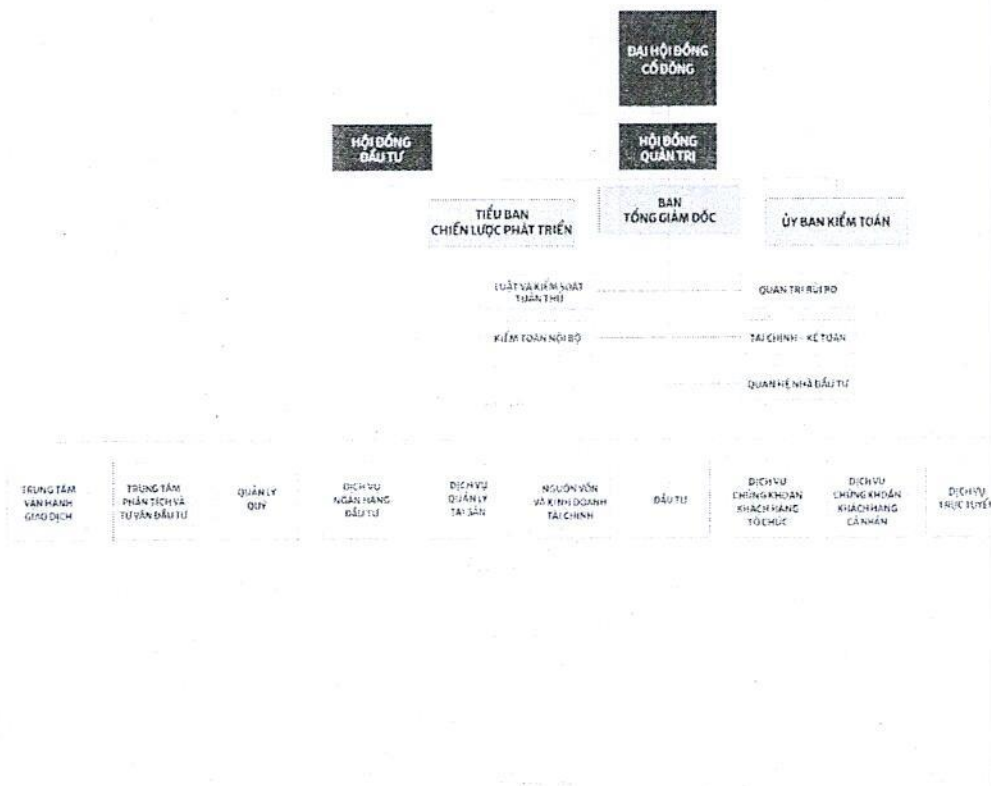 ĐẠI HỘI ĐỒNG
CỔ ĐÔNG
HỘI ĐỒNG
ĐẦU TƯ
HỘI ĐỒNG
QUẢN TRỊ
TIỂU BAN
CHIẾN LƯỢC PHÁT TRIỂN
BAN
TỔNG GIÁM ĐỐC
ỦY BAN KIỂM TOÁN
LUẬT VÀ KIỂM SOÁT
TUÂN THỦ
QUẢN TRỊ RỦI RO
KIỂM TOÁN NỘI BỘ
TÀI CHÍNH - KẾ TOÁN
QUAN HỆ NHÀ ĐẦU TƯ
TRUNG TÂM
VẬN HÀNH
GIAO DỊCH
TRUNG TÂM
PHÂN TÍCH VÀ
TƯ VẤN ĐẦU TƯ
QUẢN LÝ
QUỸ
DỊCH VỤ
NGÂN HÀNG
ĐẦU TƯ
DỊCH VỤ
QUẢN LÝ
TÀI SẢN
NGUỒN VỐN
VÀ KINH DOANH
TÀI CHÍNH
ĐẦU TƯ
DỊCH VỤ
CHỨNG KHOÁN
KHÁCH HÀNG
TỔ CHỨC
DỊCH VỤ
CHỨNG KHOÁN
KHÁCH HÀNG
CÁ NHÂN
DỊCH VỤ
TRỰC TUYẾN